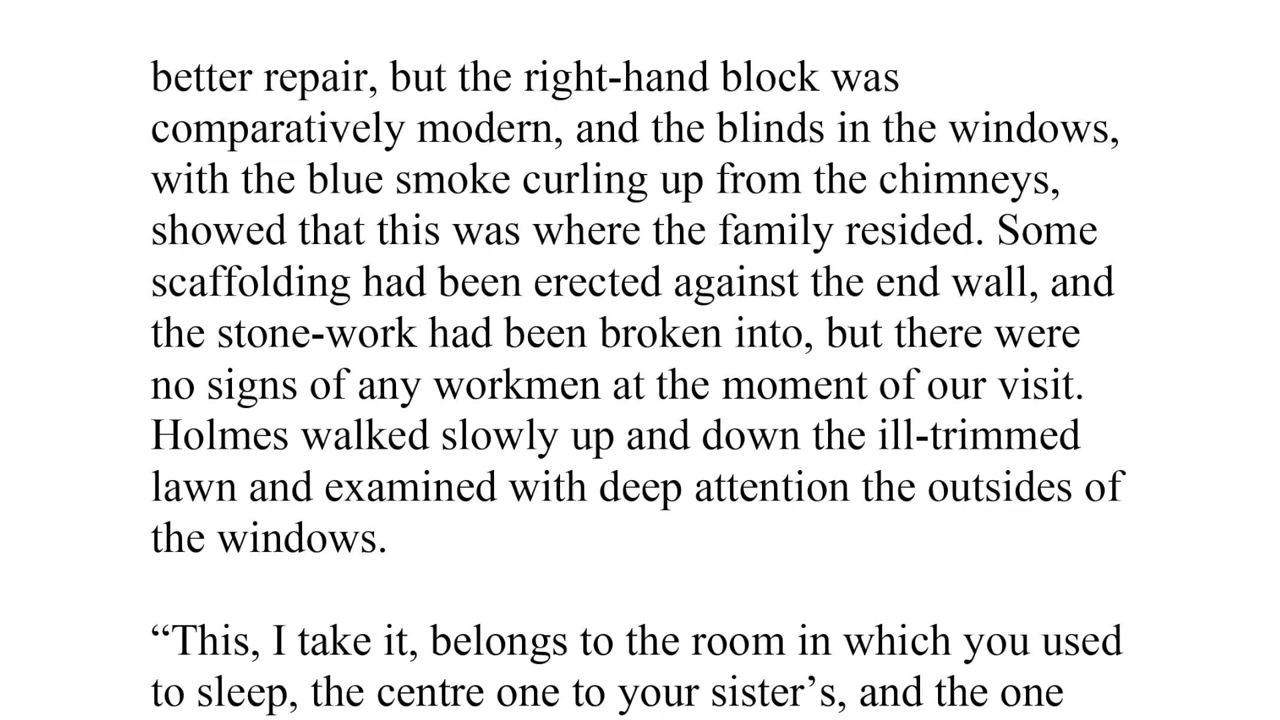 better repair, but the right-hand block was
comparatively modern, and the blinds in the windows,
with the blue smoke curling up from the chimneys,
showed that this was where the family resided. Some
scaffolding had been erected against the end wall, and
the stone-work had been broken into, but there were
no signs of any workmen at the moment of our visit.
Holmes walked slowly up and down the ill-trimmed
lawn and examined with deep attention the outsides of
the windows.
“This, I take it, belongs to the room in which you used
to sleep, the centre one to your sister’s, and the one